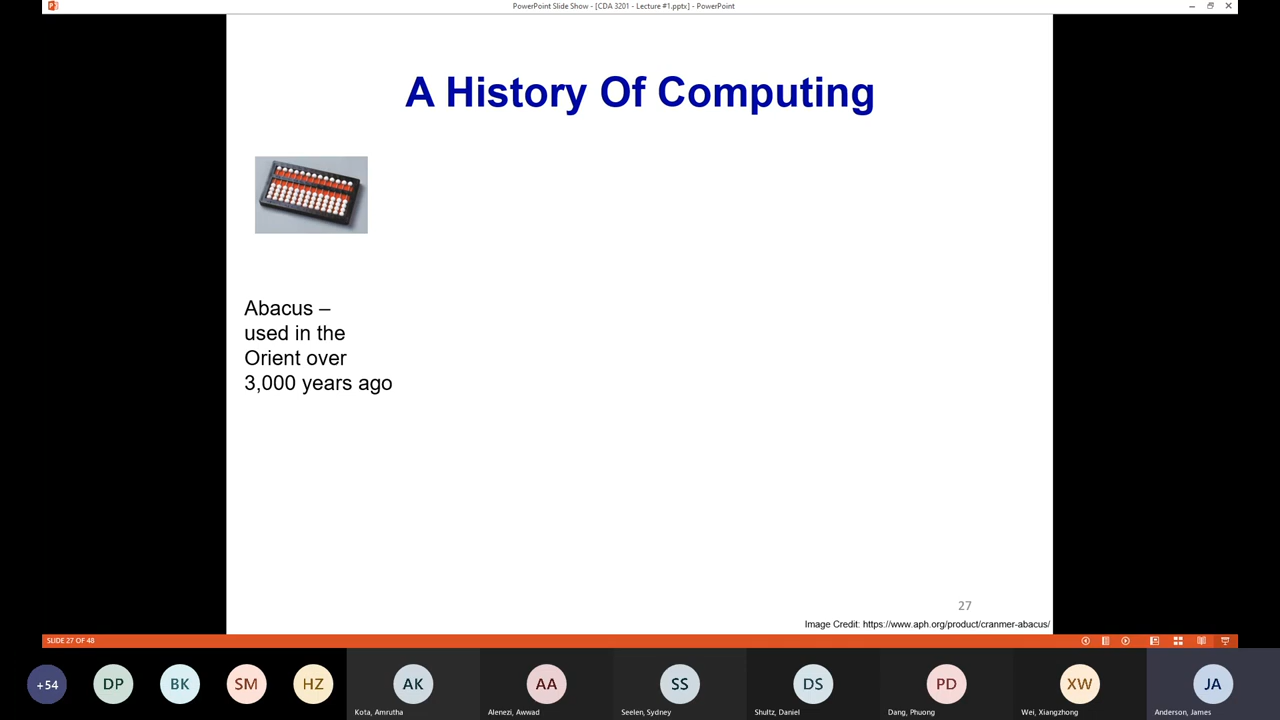 PowerPoint Slide Show - [CDA 3201 - Lecture #1.pptx] - PowerPoint
A History Of Computing
Abacus –
used in the
Orient over
3,000 years ago
27
Image Credit: https://www.aph.org/product/cranmer-abacus/
SLIDE 27 OF 48
+54
DP
BK
SM
HZ
AK
AA
SS
DS
PD
XW
JA
Kota, Amrutha
Alenezi, Awwad
Seelen, Sydney
Shultz, Daniel
Dang, Phuong
Wei, Xiangzhong
Anderson, James